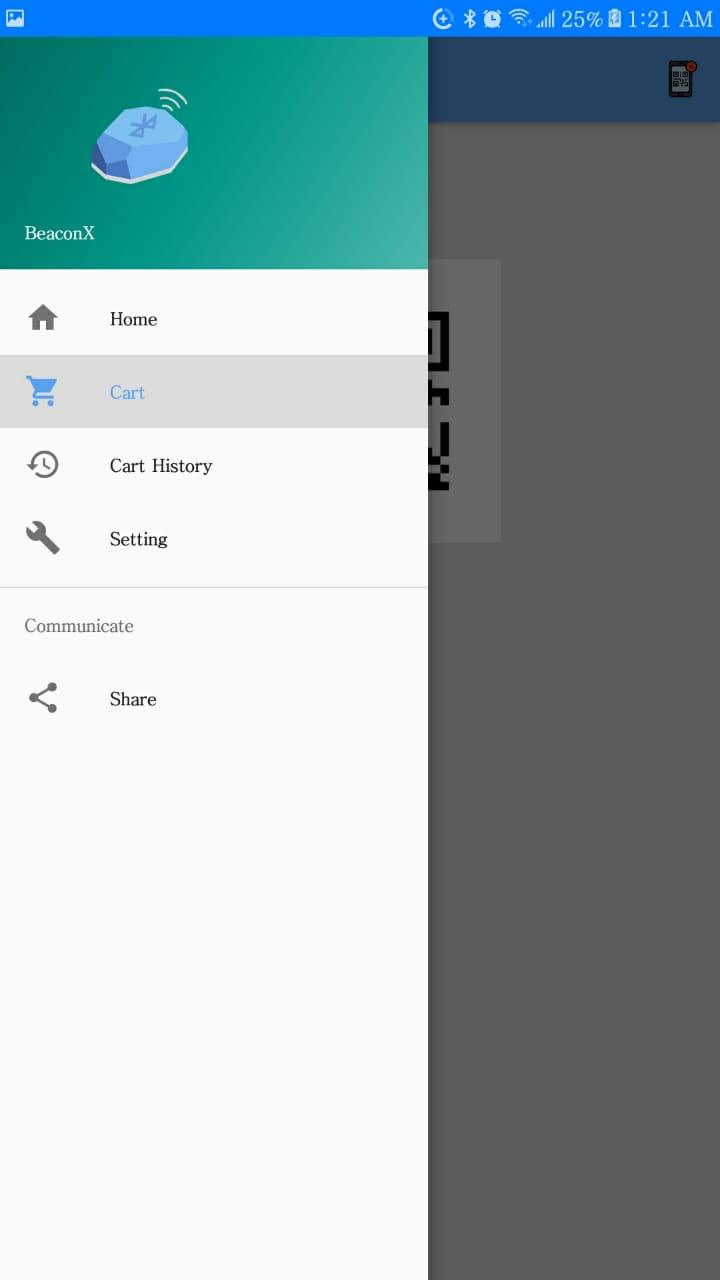 25% 1:21 AM
BeaconX
Home
Cart
Cart History
Setting
Communicate
Share